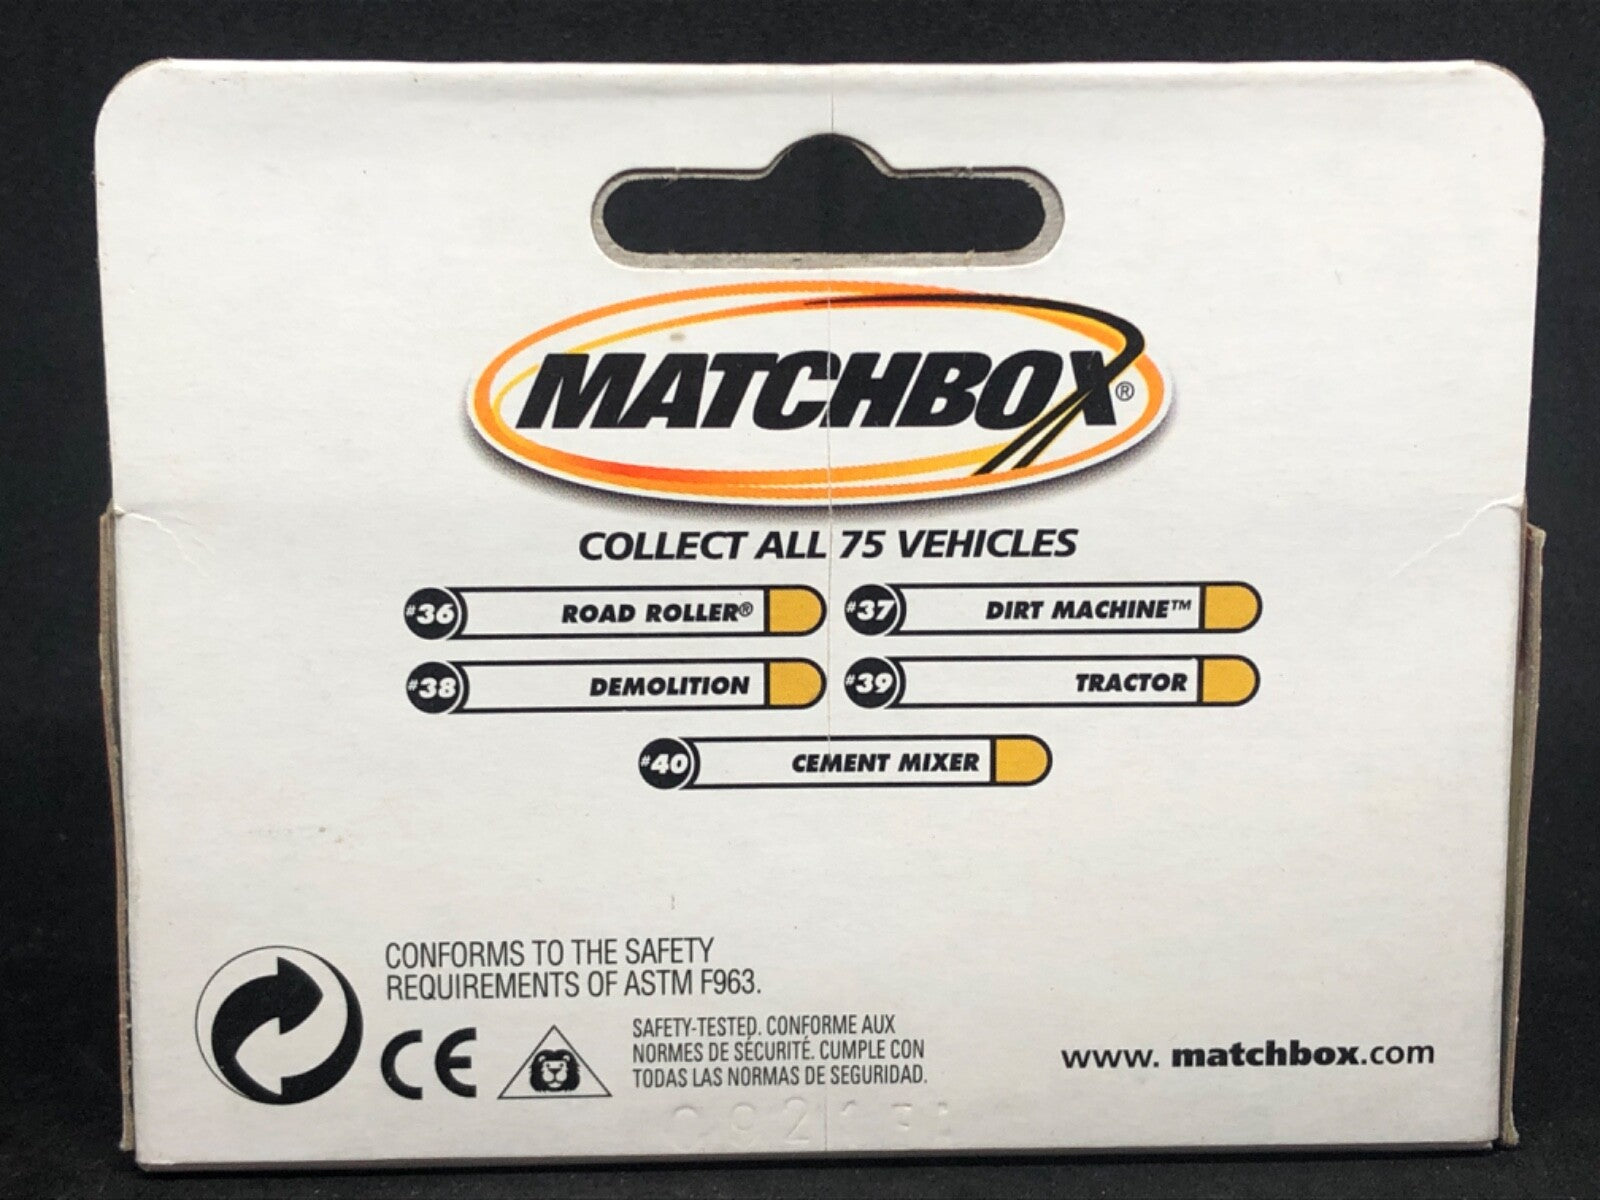 MATCHBOX®
COLLECT ALL 75 VEHICLES
#36 ROAD ROLLER®
#37 DIRT MACHINE™
#38 DEMOLITION
#39 TRACTOR
#40 CEMENT MIXER
CONFORMS TO THE SAFETY
REQUIREMENTS OF ASTM F963.
CE
SAFETY-TESTED. CONFORME AUX
NORMES DE SÉCURITÉ. CUMPLE CON
TODAS LAS NORMAS DE SEGURIDAD.
www. matchbox.com